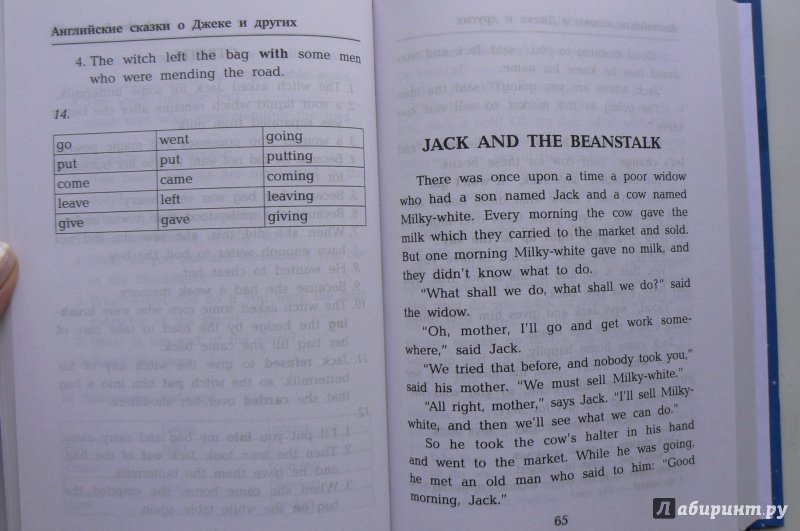 Английские сказки о Джеке и других
4. The witch left the bag with some men
who were mending the road.
14.
go went going
put put putting
come came coming
leave left leaving
give gave giving
JACK AND THE BEANSTALK
There was once upon a time a poor widow
who had a son named Jack and a cow named
Milky-white. Every morning the cow gave the
milk which they carried to the market and sold.
But one morning Milky-white gave no milk, and
they didn't know what to do.
"What shall we do, what shall we do?" said
the widow.
"Oh, mother, I'll go and get work some-
where," said Jack.
"We tried that before, and nobody took you,"
said his mother. "We must sell Milky-white."
"All right, mother," says Jack. "I'll sell Milky-
white, and then we'll see what we can do."
So he took the cow's halter in his hand
and went to the market. While he was going,
he met an old man who said to him: "Good
morning, Jack."
65
Лабиринт.ру